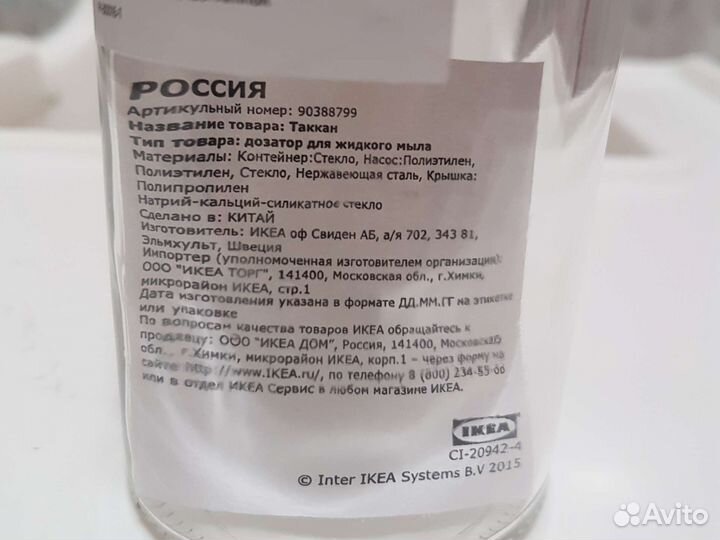 РОССИЯ
Артикульный номер: 90388799
Название товара: Таккан
Тип товара: дозатор для жидкого мыла
Материалы: Контейнер:Стекло, Насос:Полиэтилен,
Полиэтилен, Стекло, Нержавеющая сталь, Крышка:
Полипропилен
Натрий-кальций-силикатное стекло
Сделано в: КИТАЙ
Изготовитель: ИКЕА оф Свиден АБ, а/я 702, 343 81,
Эльмхульт, Швеция
Импортер (уполномоченная изготовителем организация):
ООО "ИКЕА ТОРГ", 141400, Московская обл., г.Химки,
микрорайон ИКЕА, стр.1
Дата изготовления указана в формате ДД.ММ.ГГ на этикетке
или упаковке
По вопросам качества товаров ИКЕА обращайтесь к
продавцу: ООО "ИКЕА ДОМ", Россия, 141400, Московская
обл., г.Химки, микрорайон ИКЕА, корп.1 – через форму на
сайте http://www.IKEA.ru/, по телефону 8 (800) 234-55-66
или в отдел ИКЕА Сервис в любом магазине ИКЕА.
IKEA
CI-20942-4
© Inter IKEA Systems B.V 2015
Avito